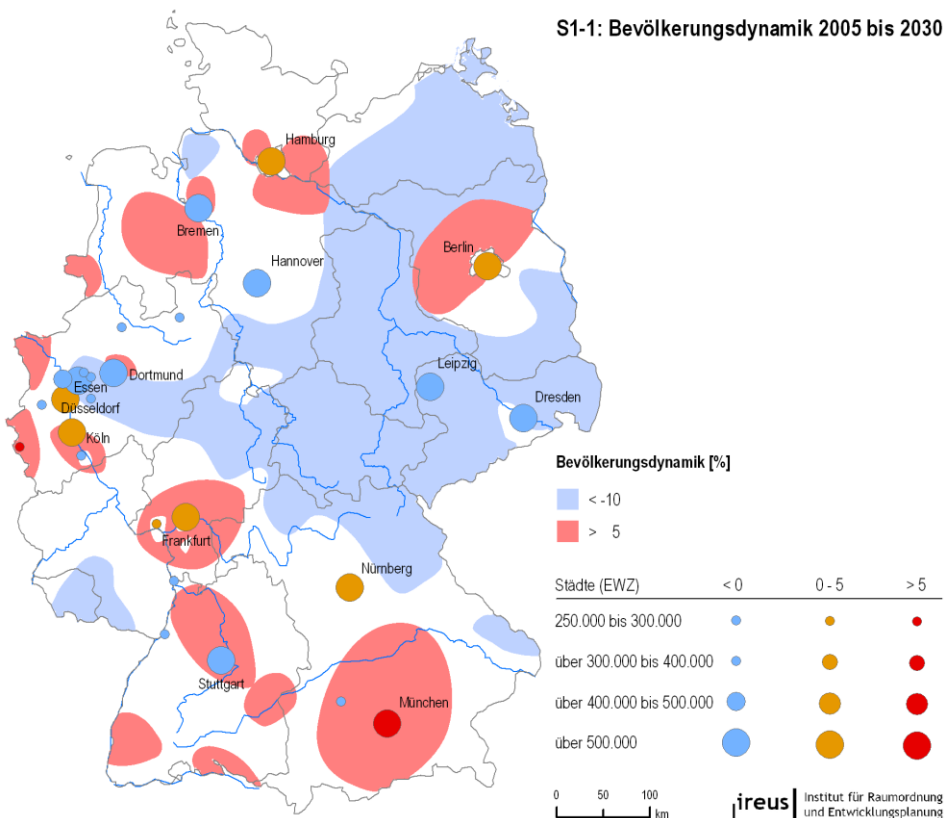 S1-1: Bevölkerungsdynamik 2005 bis 2030
Hamburg
Bremen
Berlin
Hannover
Leipzig
Dortmund
Essen
Dresden
Düsseldorf
Köln
Frankfurt
Nürnberg
Stuttgart
München
Bevölkerungsdynamik [%]
< -10
> 5
Städte (EWZ) < 0 0 - 5 > 5
250.000 bis 300.000
über 300.000 bis 400.000
über 400.000 bis 500.000
über 500.000
0 50 100
km
ireus
Institut für Raumordnung
und Entwicklungsplanung